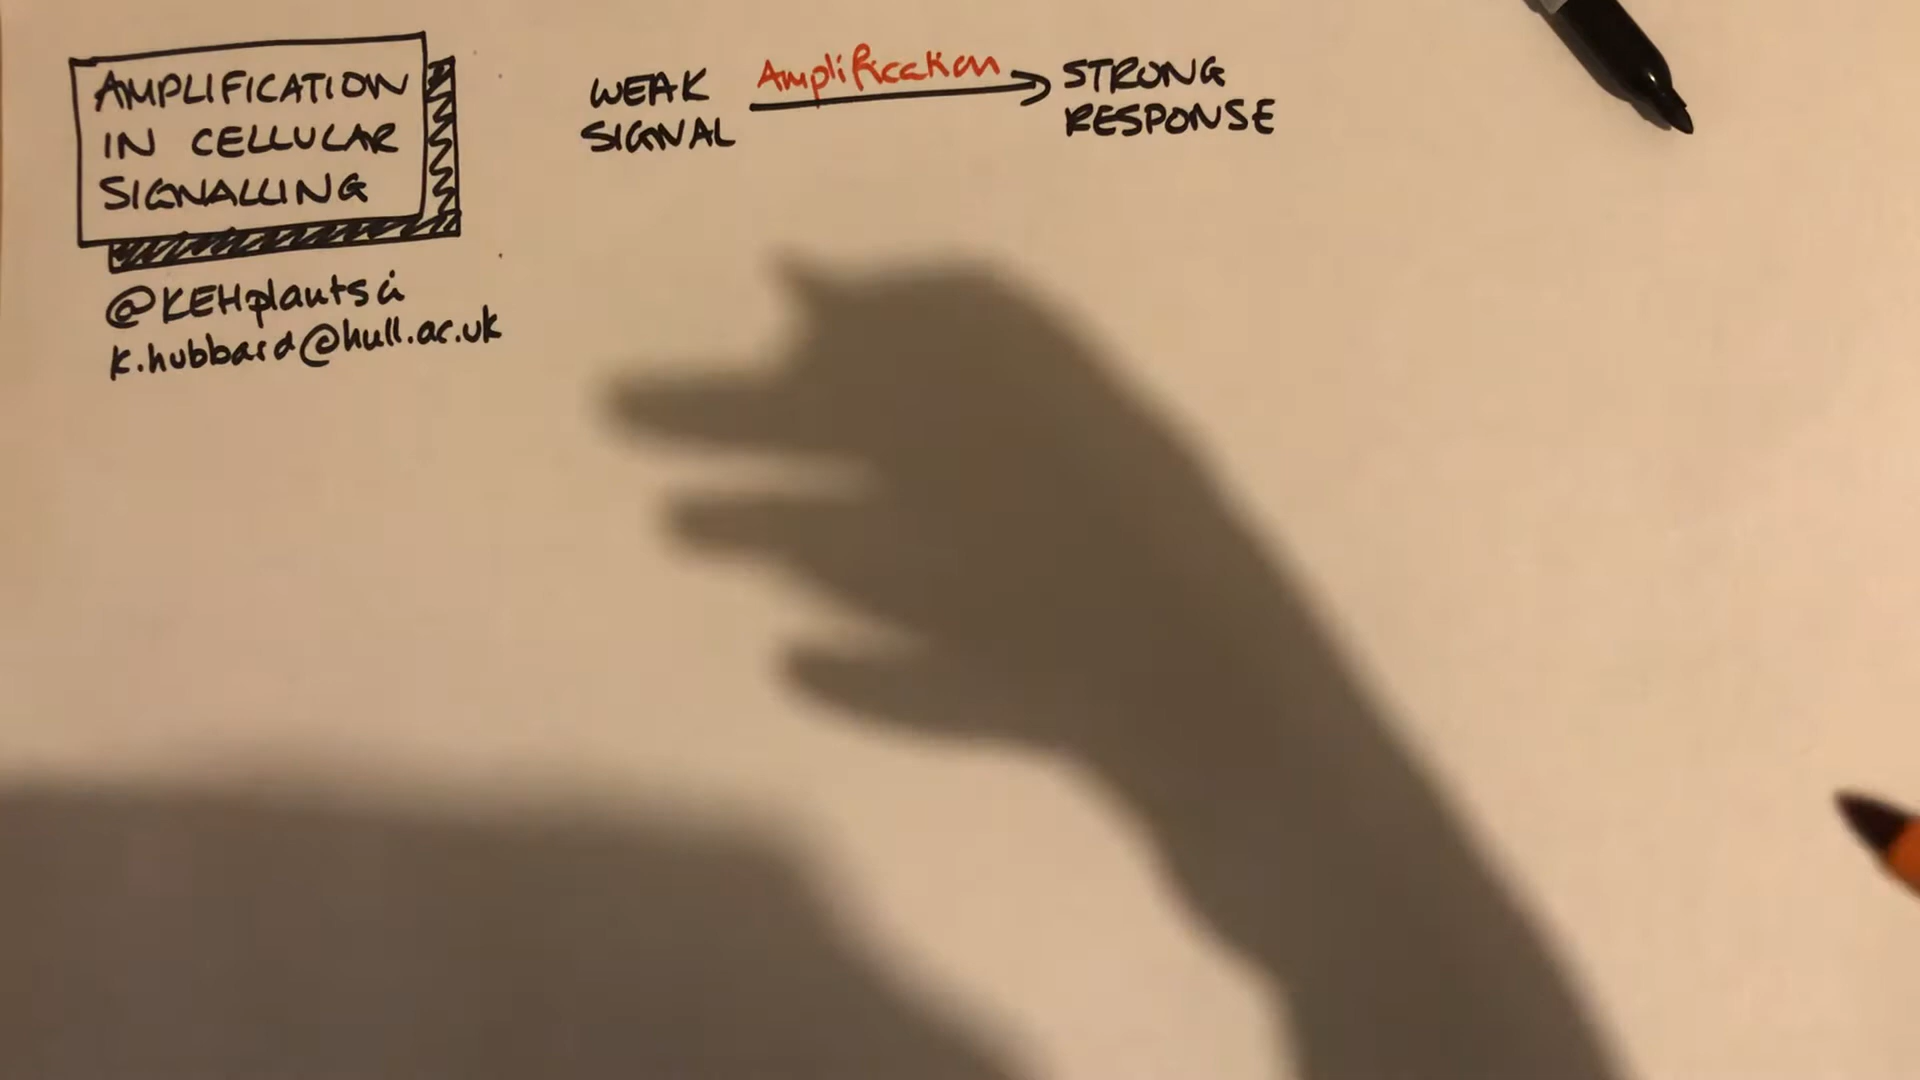 AMPLIFICATION
IN CELLULAR
SIGNALLING
@KEHplantsci
k.hubbard@hull.ac.uk
WEAK
SIGNAL
Amplification
STRONG
RESPONSE